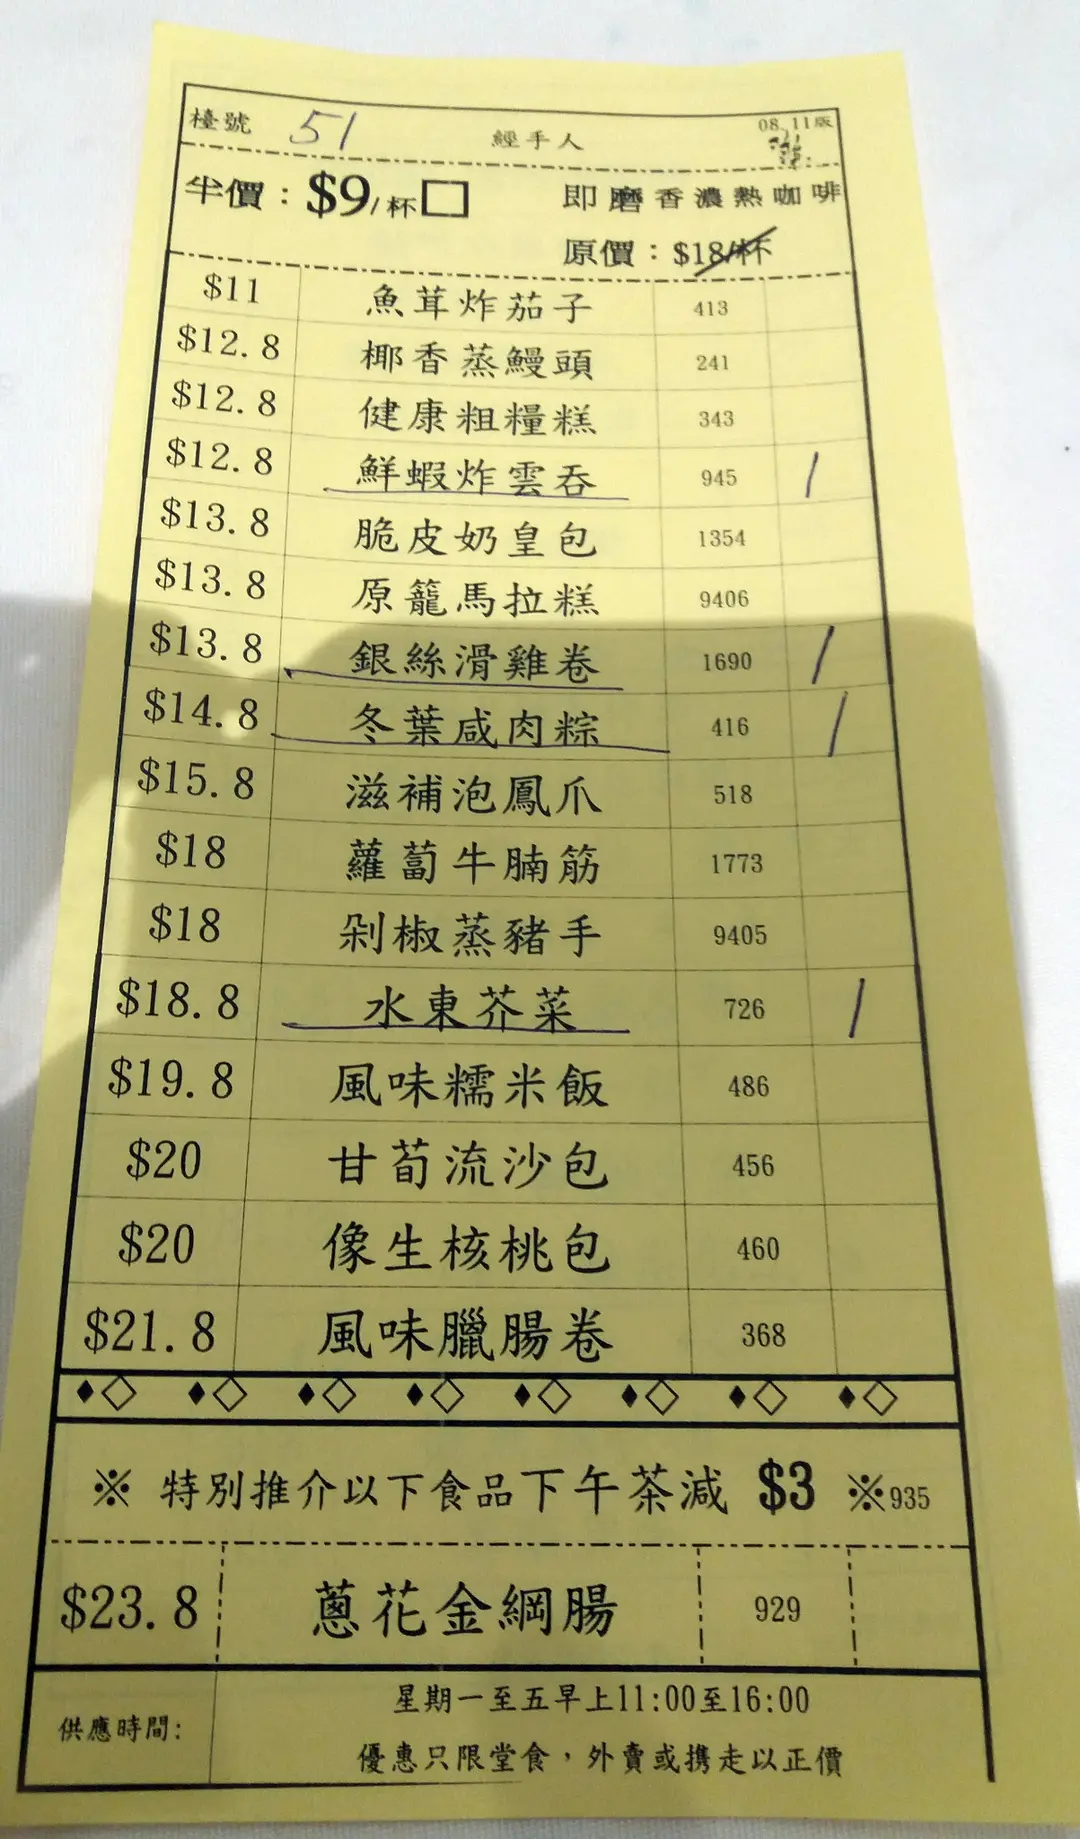 檯號 51 經手人 08.11版
半價：$9/杯□ 即磨香濃熱咖啡
原價：$18/杯
$11 魚茸炸茄子 413
$12.8 椰香蒸鰻頭 241
$12.8 健康粗糧糕 343
$12.8 鮮蝦炸雲吞 945 /
$13.8 脆皮奶皇包 1354
$13.8 原籠馬拉糕 9406
$13.8 銀絲滑雞卷 1690 /
$14.8 冬葉咸肉粽 416 /
$15.8 滋補泡鳳爪 518
$18 蘿蔔牛腩筋 1773
$18 剁椒蒸豬手 9405
$18.8 水東芥菜 726 /
$19.8 風味糯米飯 486
$20 甘荀流沙包 456
$20 像生核桃包 460
$21.8 風味臘腸卷 368
※ 特別推介以下食品下午茶減 $3 ※935
$23.8 蔥花金綱腸 929
供應時間: 星期一至五早上11:00至16:00
優惠只限堂食，外賣或携走以正價